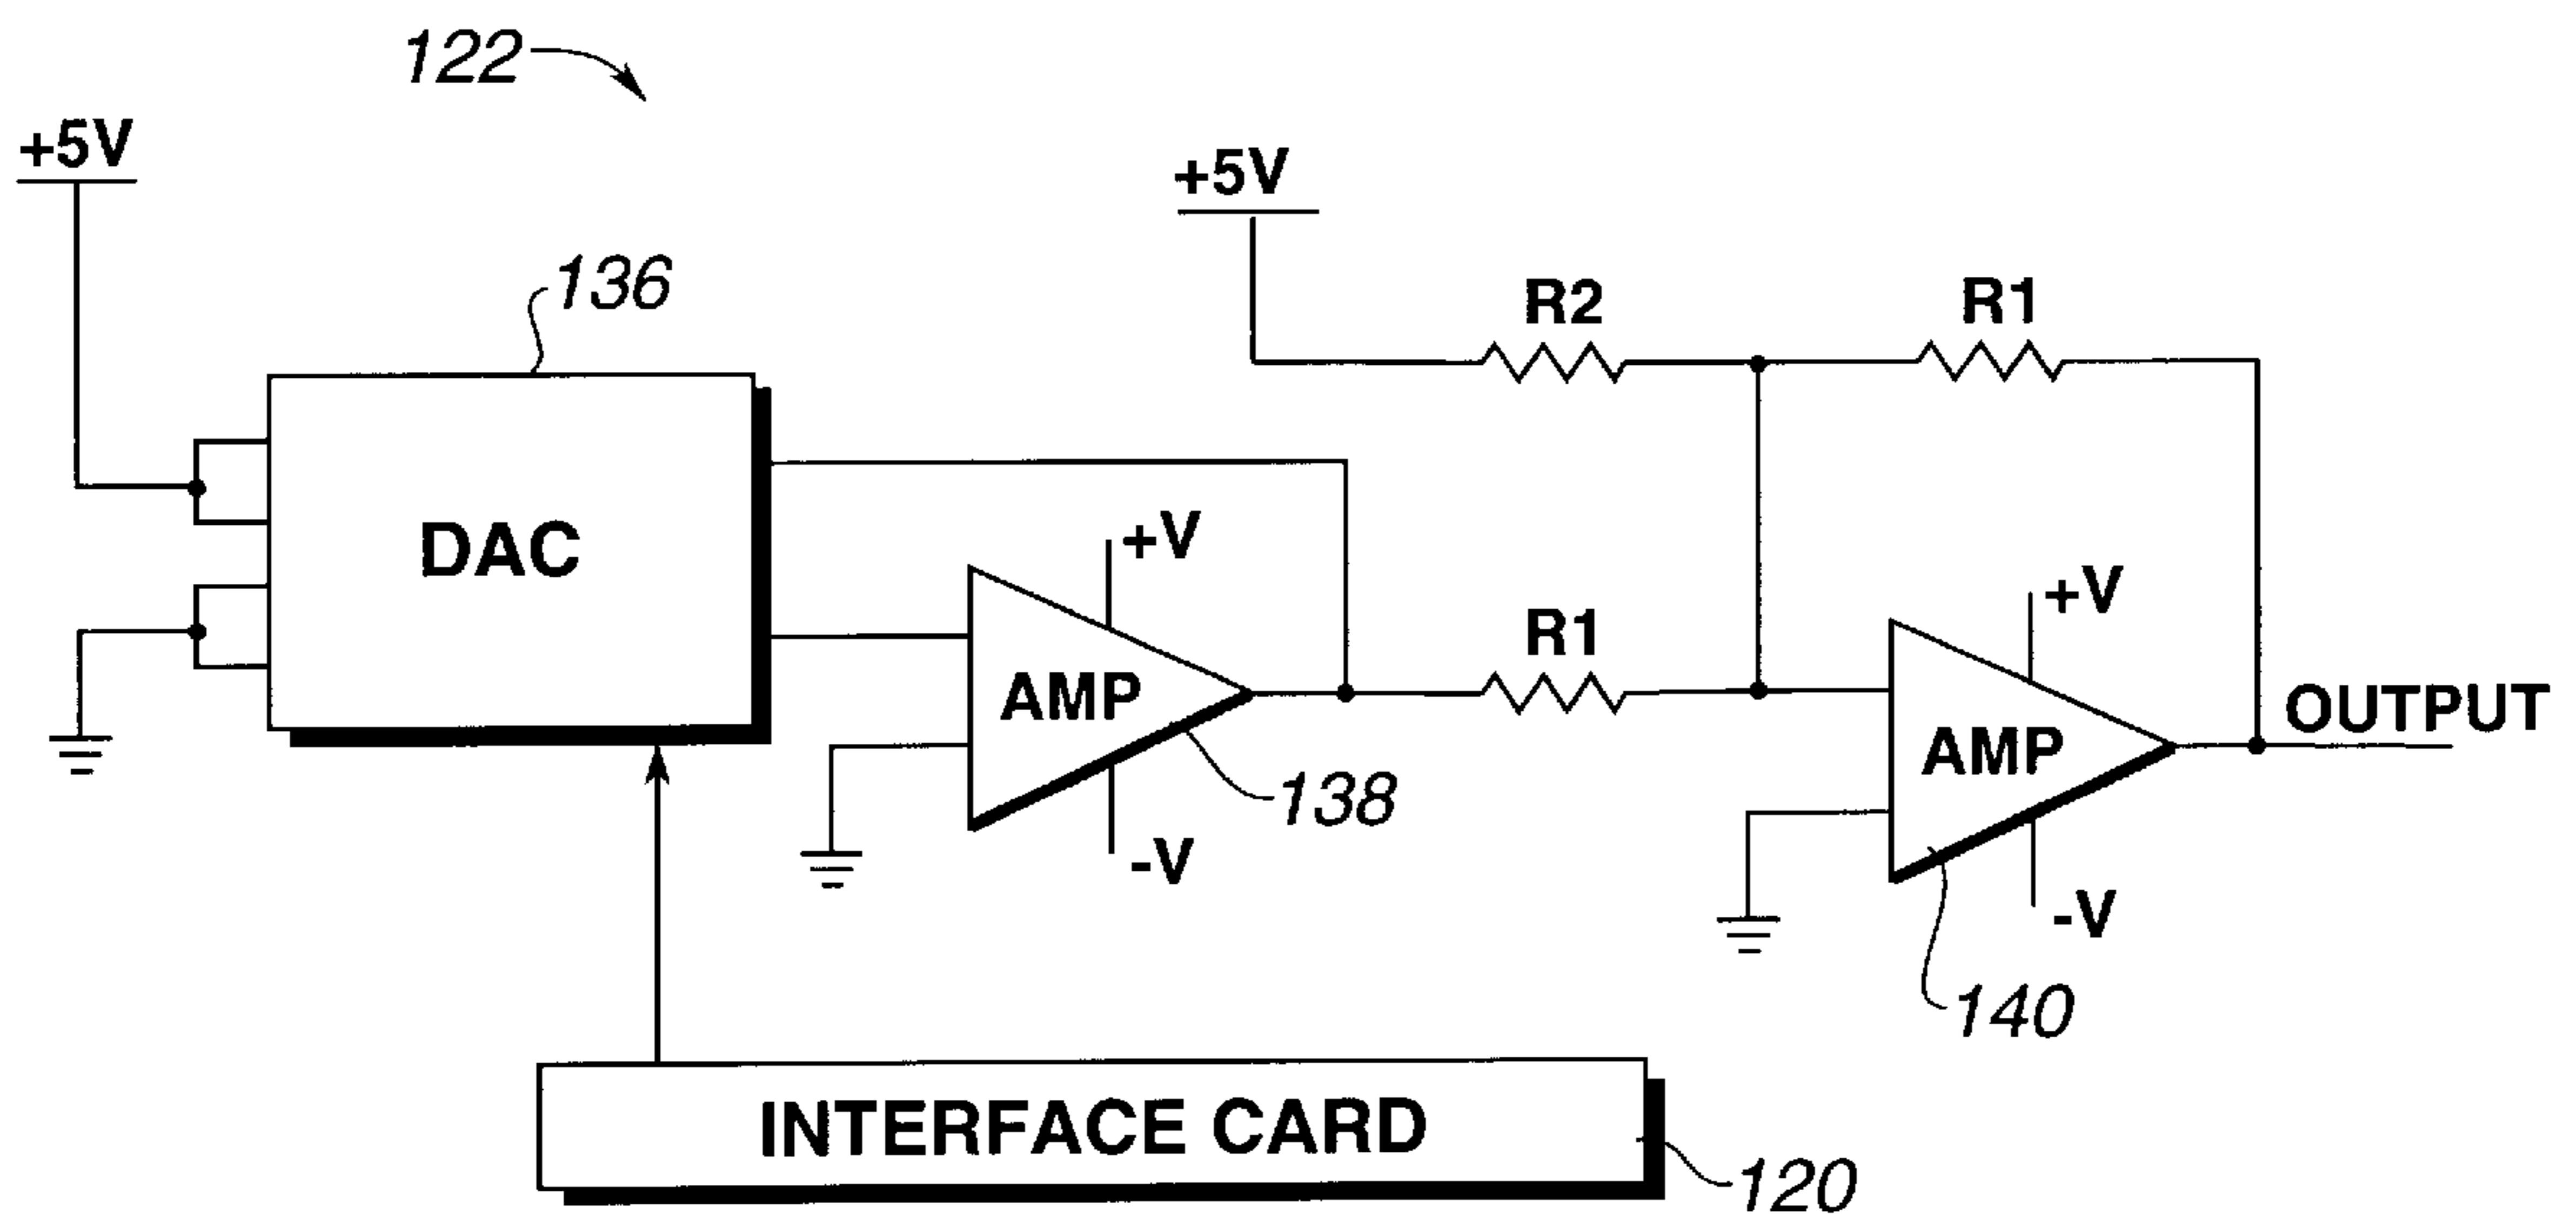 122
+5V
+5V
136
R2
R1
DAC
+V
+V
R1
AMP
AMP
OUTPUT
138
-V
-V
140
INTERFACE CARD
120